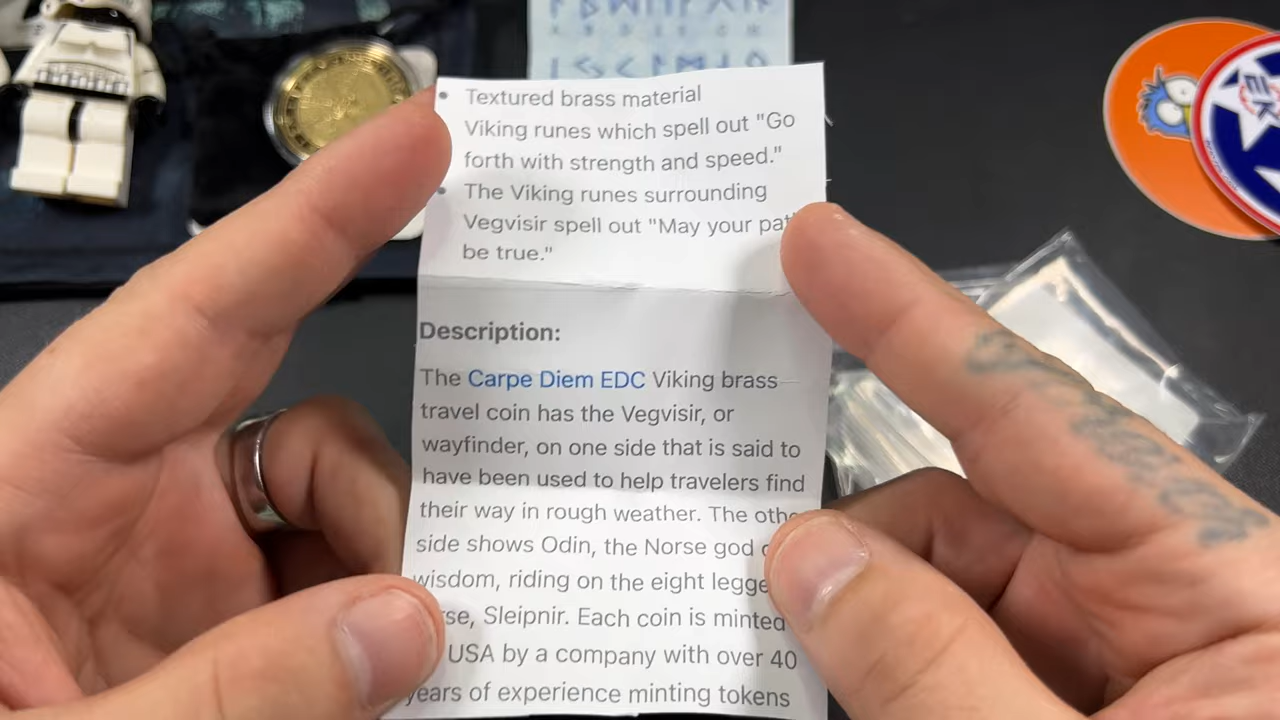 Textured brass material
Viking runes which spell out "Go
forth with strength and speed."
The Viking runes surrounding
Vegvisir spell out "May your
be true."
Description:
The Carpe Diem EDC Viking brass
travel coin has the Vegvisir, or
wayfinder, on one side that is said to
have been used to help travelers find
their way in rough weather. The
side shows Odin, the Norse god
wisdom, riding on the eight
Sleipnir. Each coin is minted
USA by a company with over 40
years of experience minting tokens